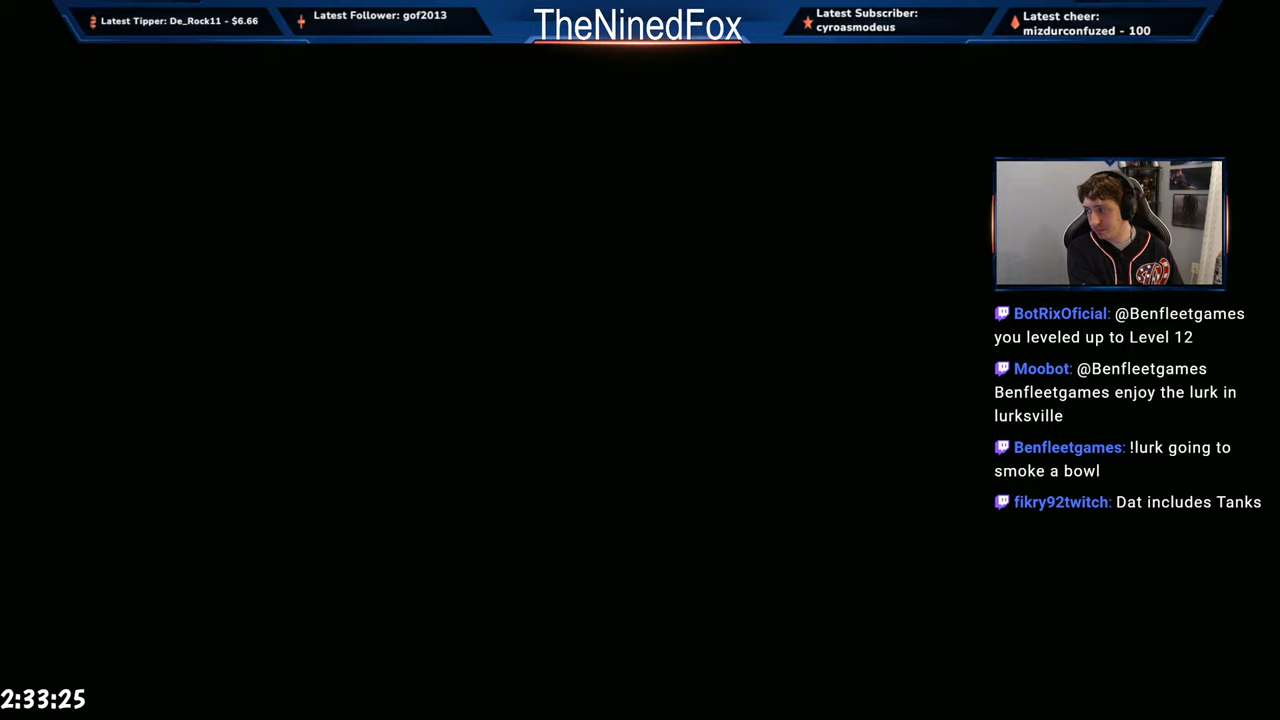 Latest Tipper: De_Rock11 - $6.66
Latest Follower: gof2013
TheNinedFox
Latest Subscriber:
cyroasmodeus
Latest cheer:
mizdurconfuzed - 100
BotRixOficial: @Benfleetgames
you leveled up to Level 12
Moobot: @Benfleetgames
Benfleetgames enjoy the lurk in
lurksville
Benfleetgames: !lurk going to
smoke a bowl
fikry92twitch: Dat includes Tanks
2:33:25